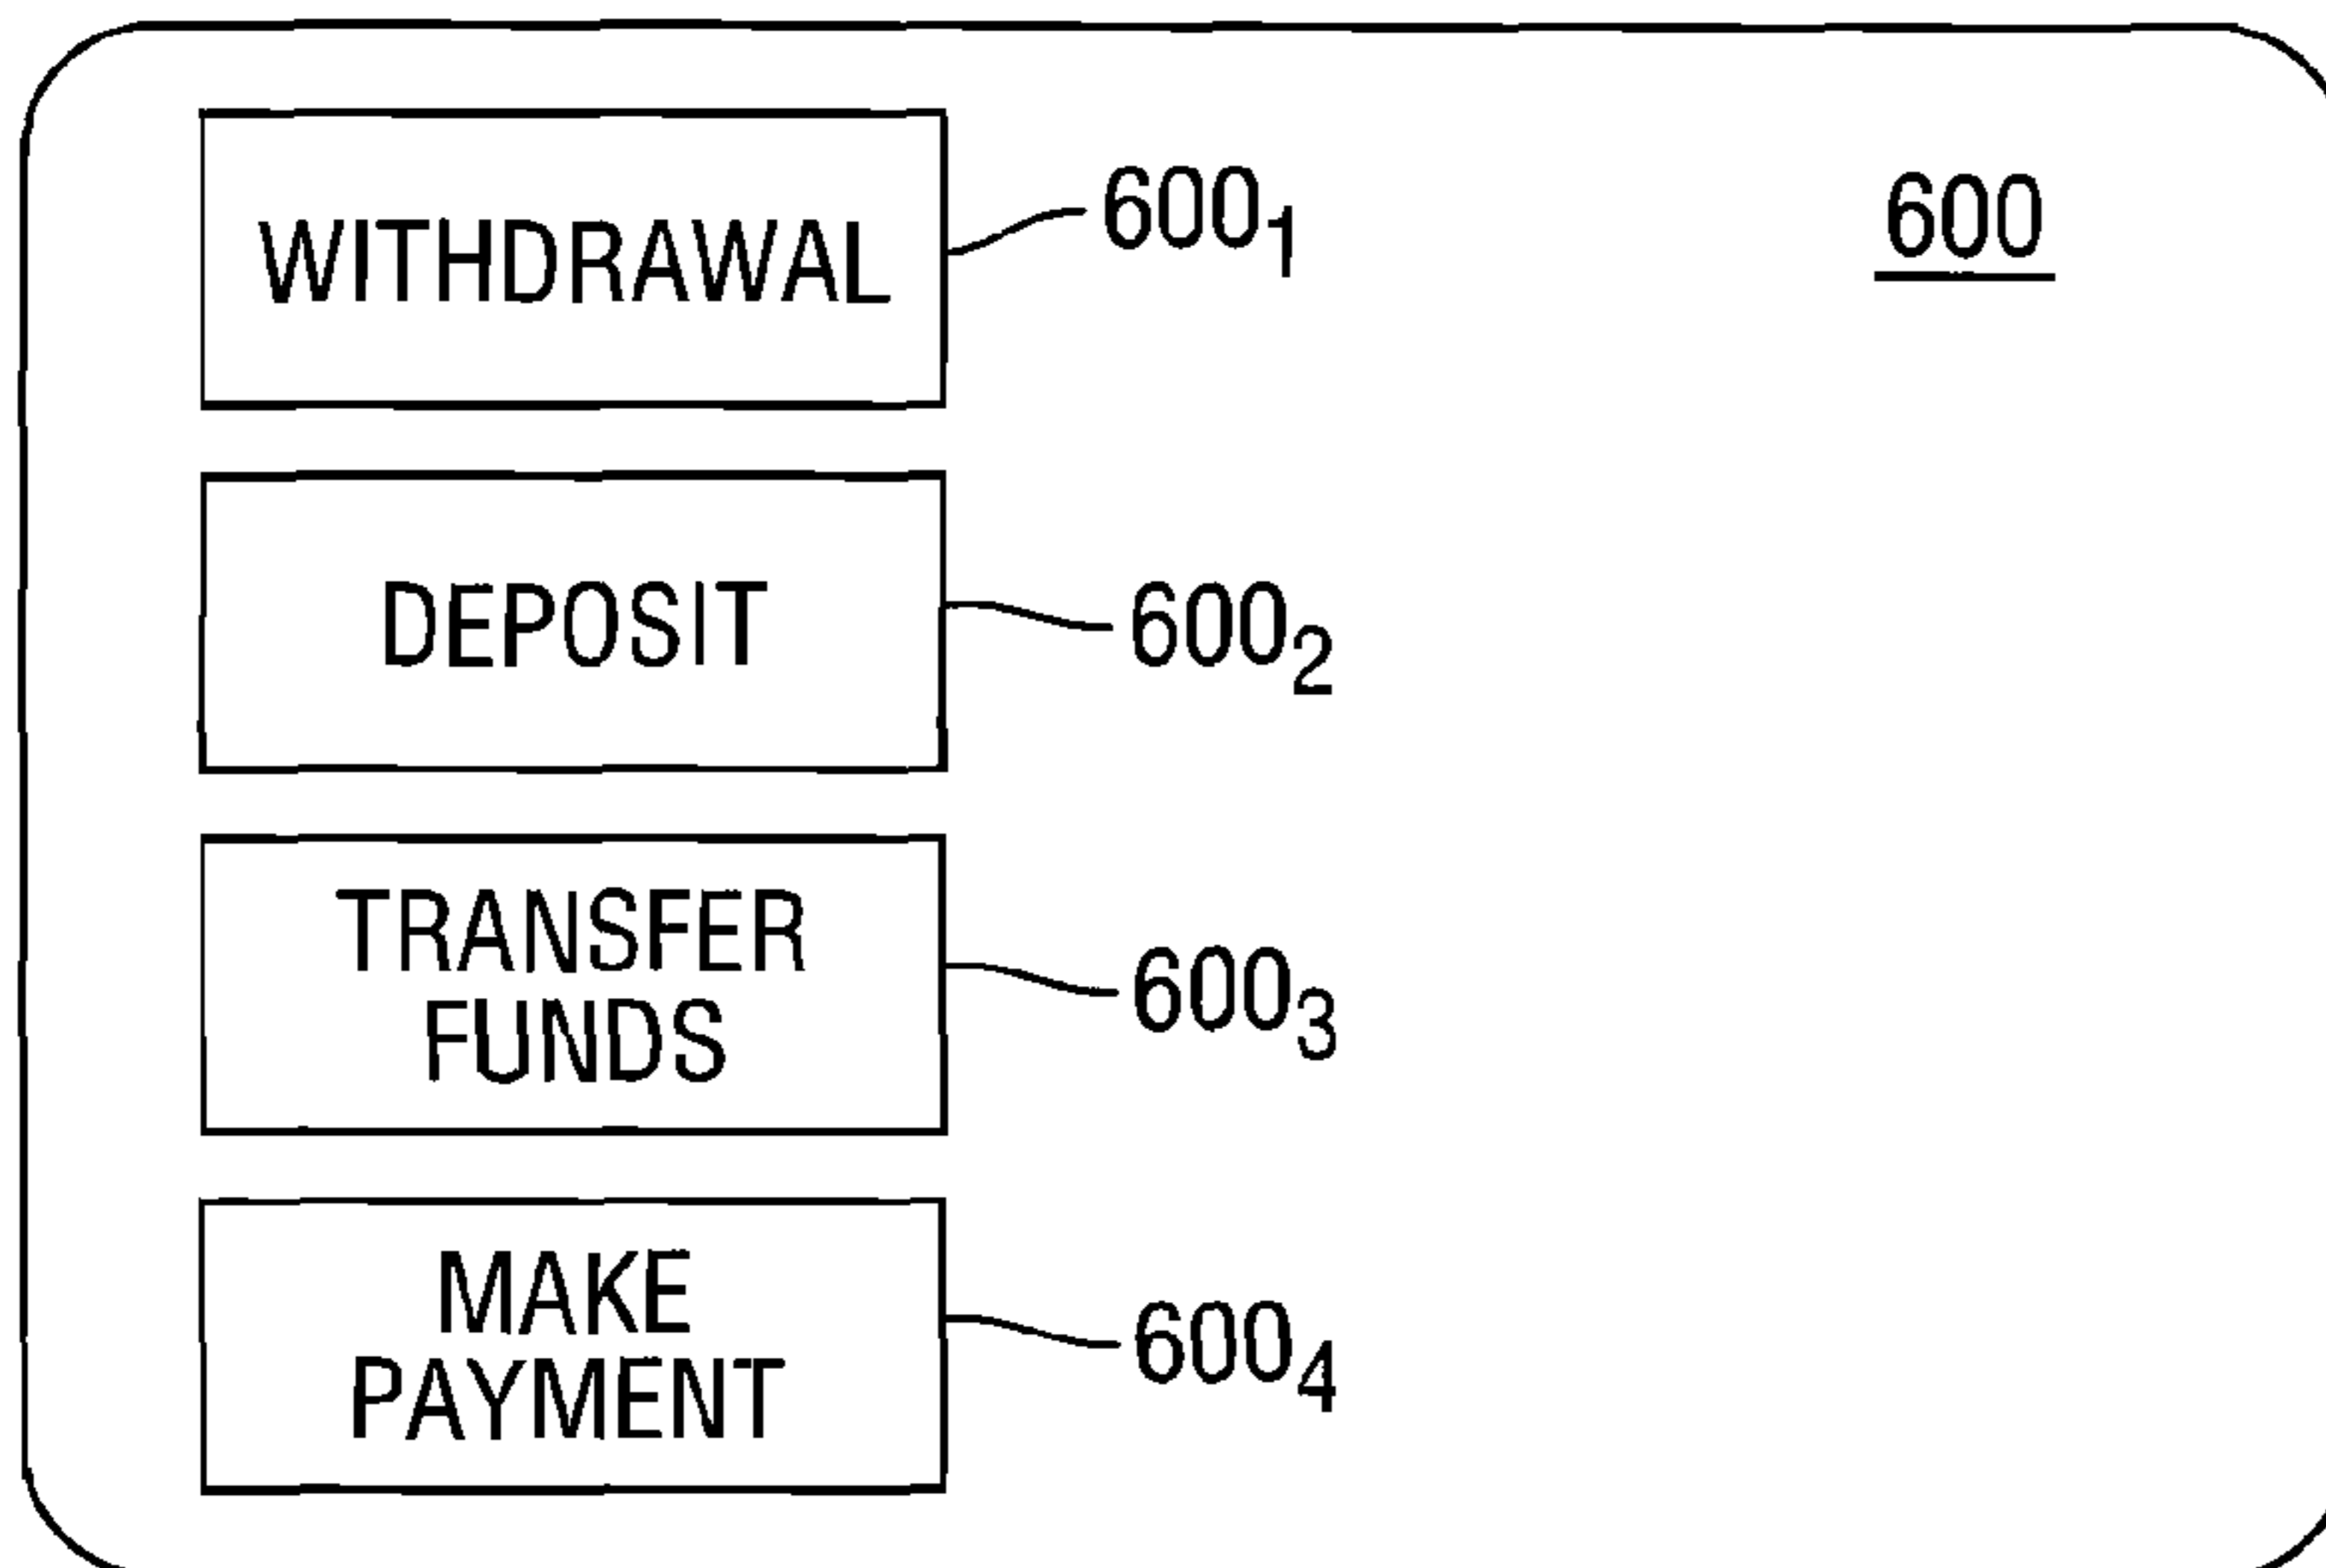 WITHDRAWAL 600₁ 600
DEPOSIT 600₂
TRANSFER
FUNDS 600₃
MAKE
PAYMENT 600₄